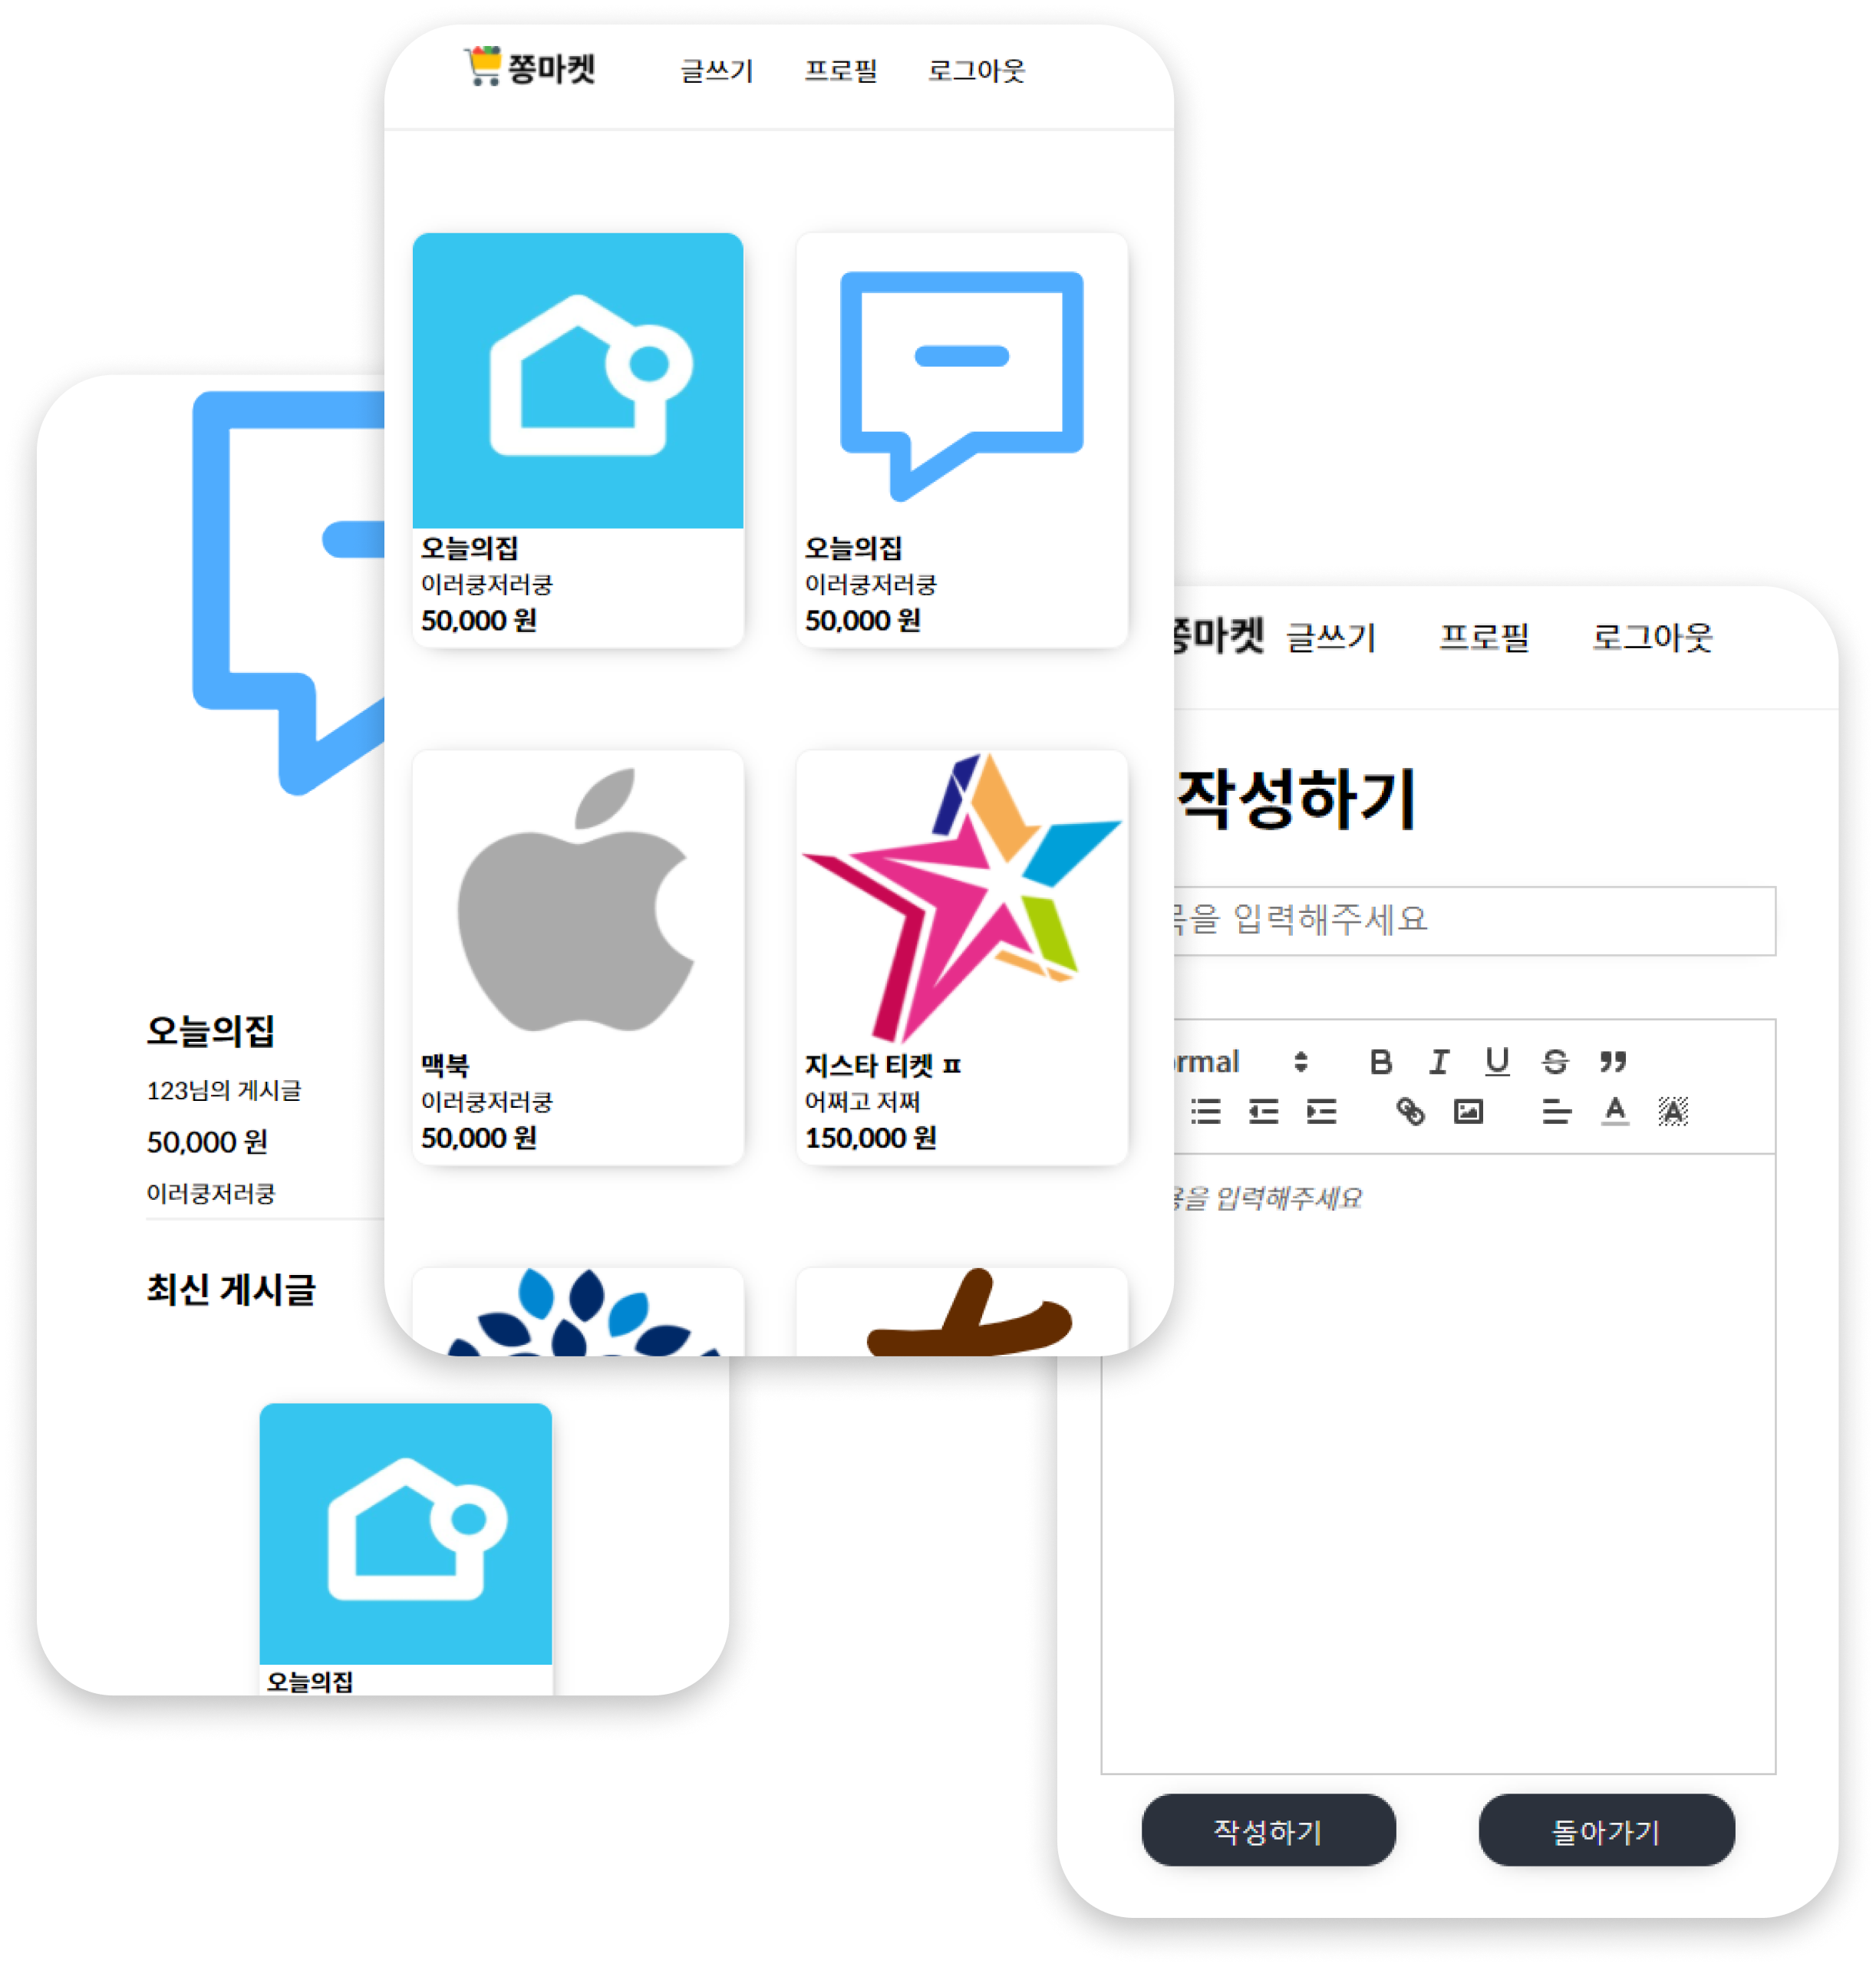 쫑마켓 글쓰기 프로필 로그아웃
오늘의집
이러쿵저러쿵
50,000 원
오늘의집
이러쿵저러쿵
50,000 원
맥북
이러쿵저러쿵
50,000 원
지스타 티켓 ㅍ
어쩌고 저쩌
150,000 원
오늘의집
123님의 게시글
50,000 원
이러쿵저러쿵
최신 게시글
오늘의집
마켓 글쓰기 프로필 로그아웃
작성하기
을 입력해주세요
rmal
을 입력해주세요
작성하기 돌아가기